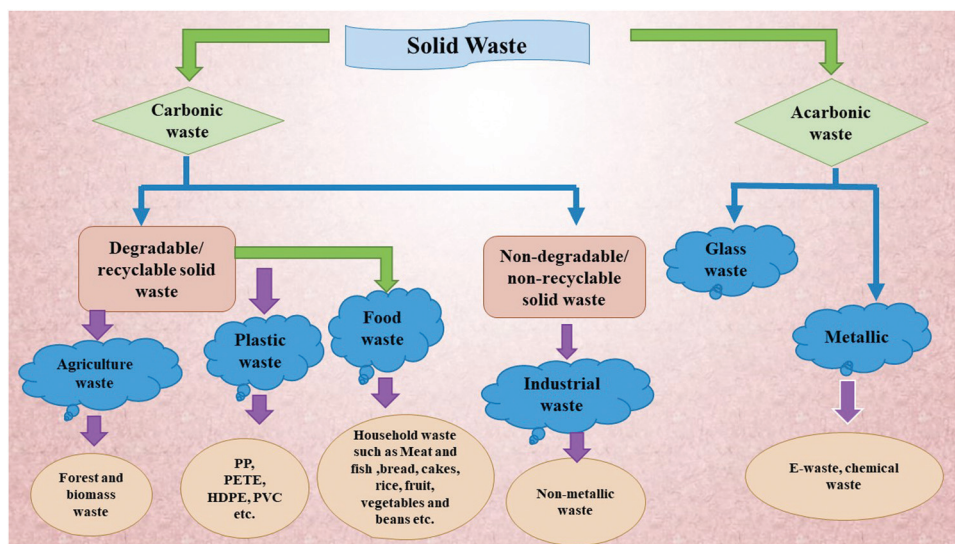 Solid Waste
Carbonic
waste
Acarbonic
waste
Degradable/
recyclable solid
waste
Non-degradable/
non-recyclable
solid waste
Glass
waste
Food
waste
Plastic
waste
Metallic
Agriculture
waste
Industrial
waste
Forest and
biomass
waste
PP,
PETE,
HDPE, PVC
etc.
Household waste
such as Meat and
fish ,bread, cakes,
rice, fruit,
vegetables and
beans etc.
Non-metallic
waste
E-waste, chemical
waste